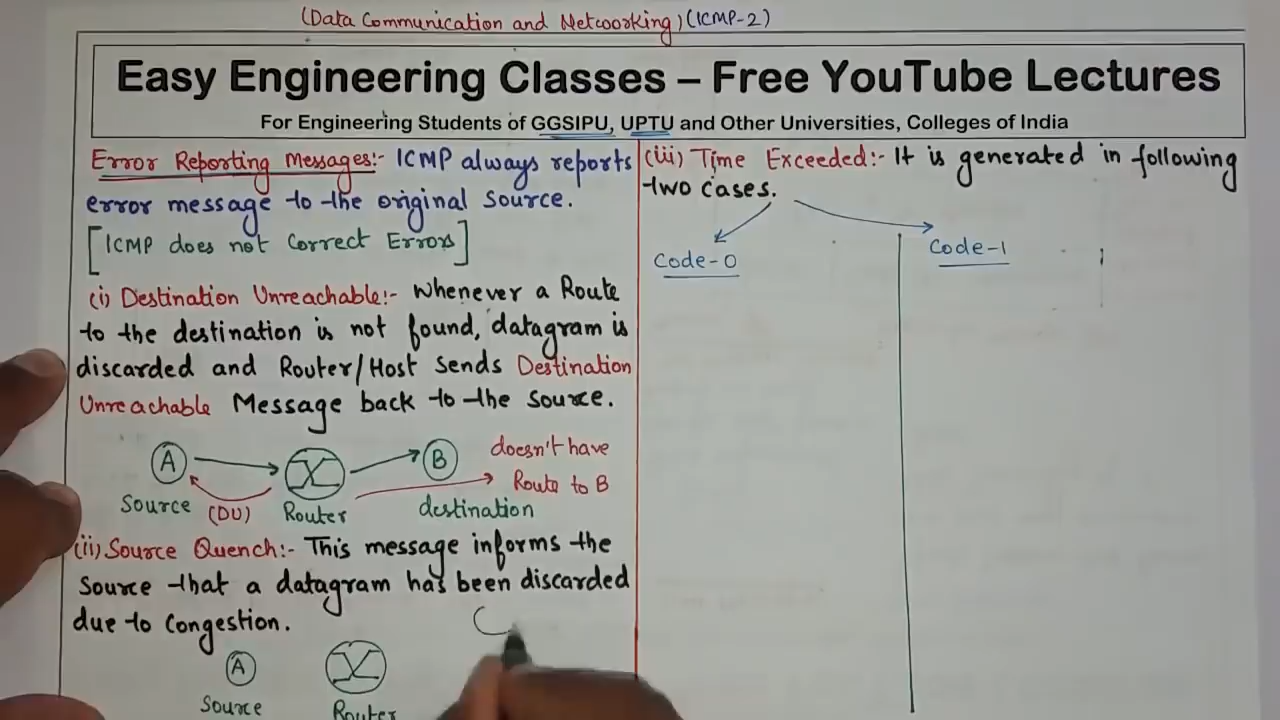 (Data Communication and Networking) (ICMP-2)
Easy Engineering Classes – Free YouTube Lectures
For Engineering Students of GGSIPU, UPTU and Other Universities, Colleges of India
Error Reporting Messages:- ICMP always reports
error message to the original source.
[ICMP does not Correct Errors]
(i) Destination Unreachable:- Whenever a Route
to the destination is not found, datagram is
discarded and Router/Host sends Destination
Unreachable Message back to the source.
A
B
doesn't have
Route to B
Source
(DU)
Router
destination
(ii) Source Quench:- This message informs the
source that a datagram has been discarded
due to Congestion.
A
Source
Router
(iii) Time Exceeded:- It is generated in following
two cases.
Code-0
Code-1